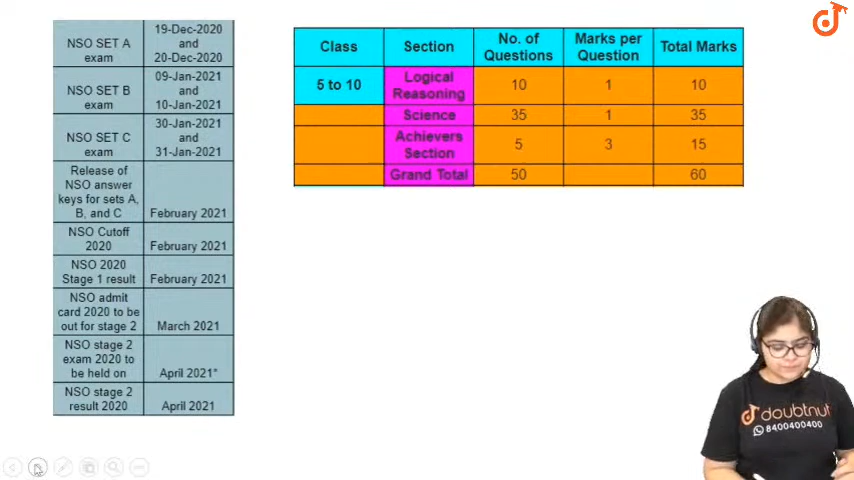 NSO SET A
exam
19-Dec-2020
and
20-Dec-2020
NSO SET B
exam
09-Jan-2021
and
10-Jan-2021
NSO SET C
exam
30-Jan-2021
and
31-Jan-2021
Release of
NSO answer
keys for sets A,
B, and C
February 2021
NSO Cutoff
2020
February 2021
NSO 2020
Stage 1 result
February 2021
NSO admit
card 2020 to be
out for stage 2
March 2021
NSO stage 2
exam 2020 to
be held on
April 2021*
NSO stage 2
result 2020
April 2021
Class
Section
No. of
Questions
Marks per
Question
Total Marks
5 to 10
Logical
Reasoning
10
1
10
Science
35
1
35
Achievers
Section
5
3
15
Grand Total
50
60
doubtnut
8400400400